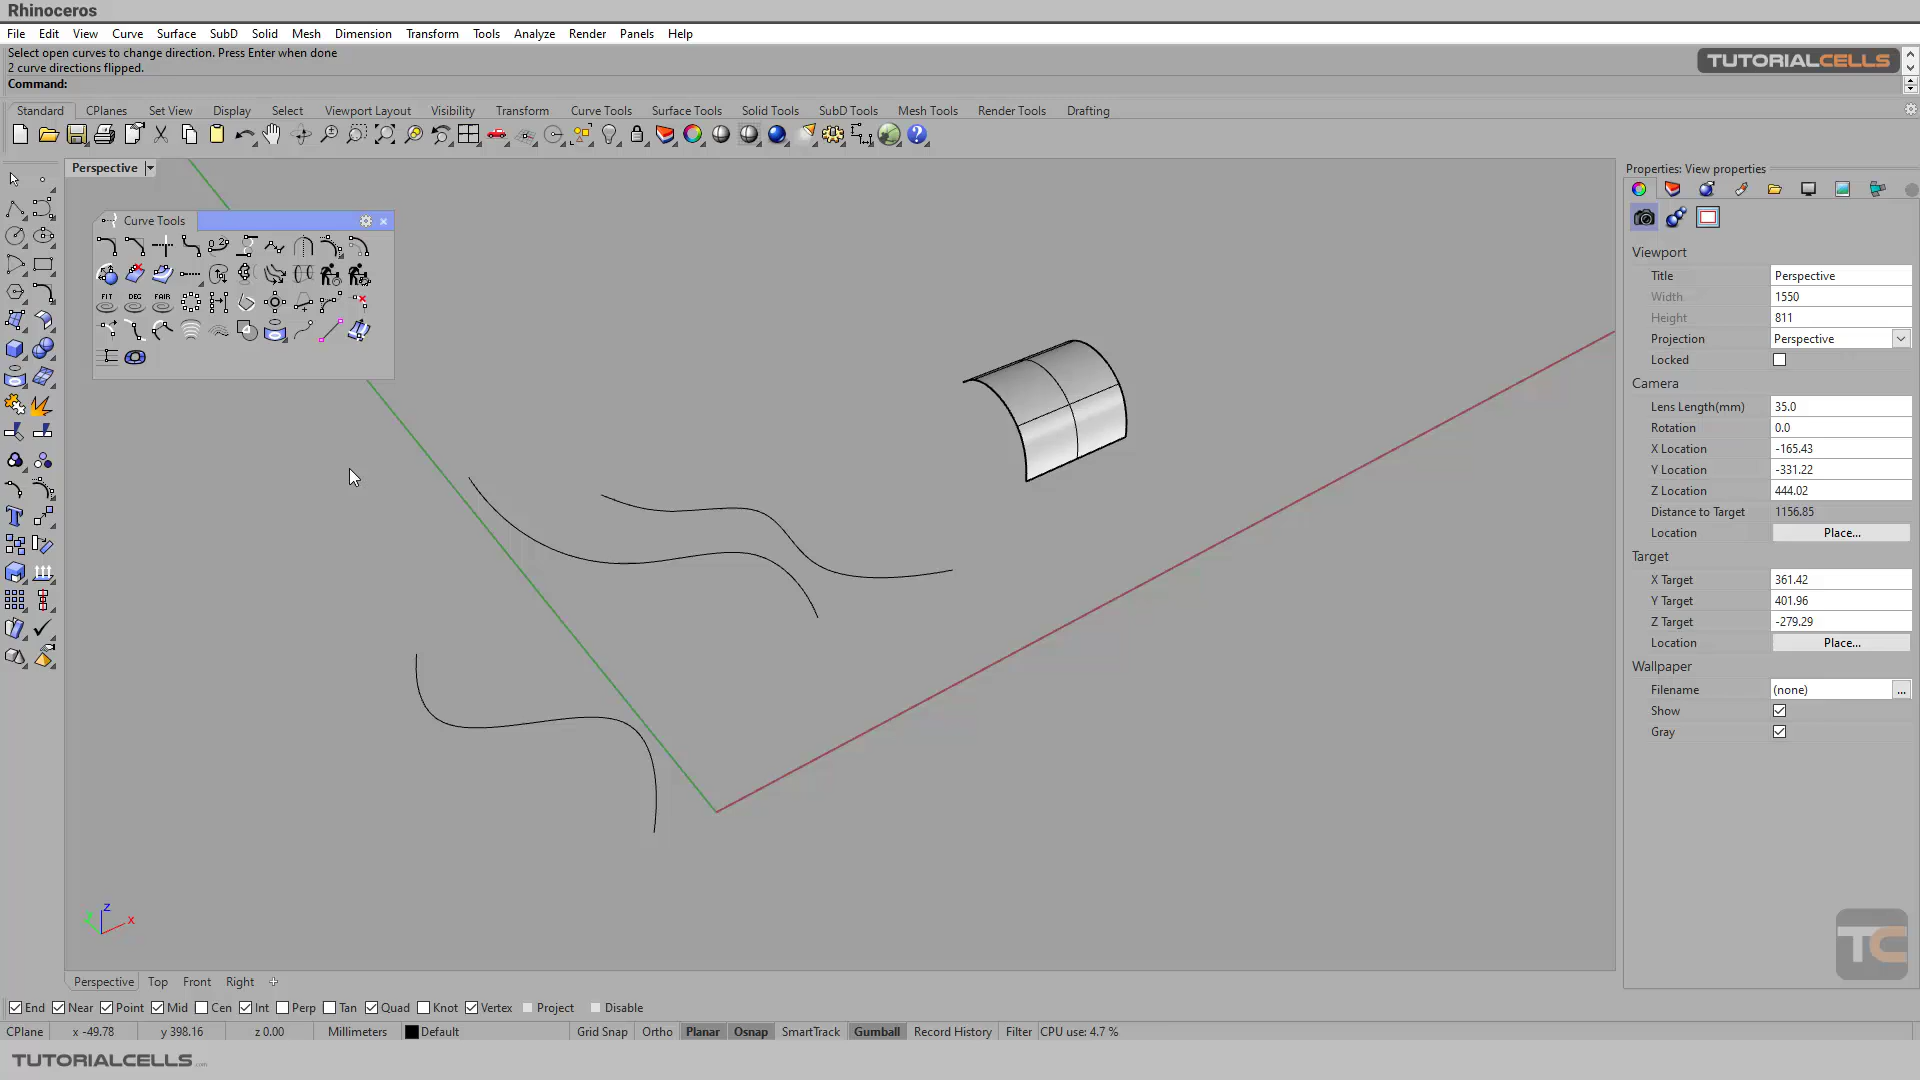 Rhinoceros
File Edit View Curve Surface SubD Solid Mesh Dimension Transform Tools Analyze Render Panels Help
Select open curves to change direction. Press Enter when done
2 curve directions flipped.
TUTORIALCELLS
Command:
Standard CPlanes Set View Display Select Viewport Layout Visibility Transform Curve Tools Surface Tools Solid Tools SubD Tools Mesh Tools Render Tools Drafting
Perspective
Curve Tools
FIT DEG FAIR
Properties: View properties
Viewport
Title Perspective
Width 1550
Height 811
Projection Perspective
Locked
Camera
Lens Length(mm) 35.0
Rotation 0.0
X Location -165.43
Y Location -331.22
Z Location 444.02
Distance to Target 1156.85
Location Place...
Target
X Target 361.42
Y Target 401.96
Z Target -279.29
Location Place...
Wallpaper
Filename (none) ...
Show
Gray
z
x
TC
Perspective Top Front Right
End Near Point Mid Cen Int Perp Tan Quad Knot Vertex Project Disable
CPlane x -49.78 y 398.16 z 0.00 Millimeters Default Grid Snap Ortho Planar Osnap SmartTrack Gumball Record History Filter CPU use: 4.7 %
TUTORIALCELLS